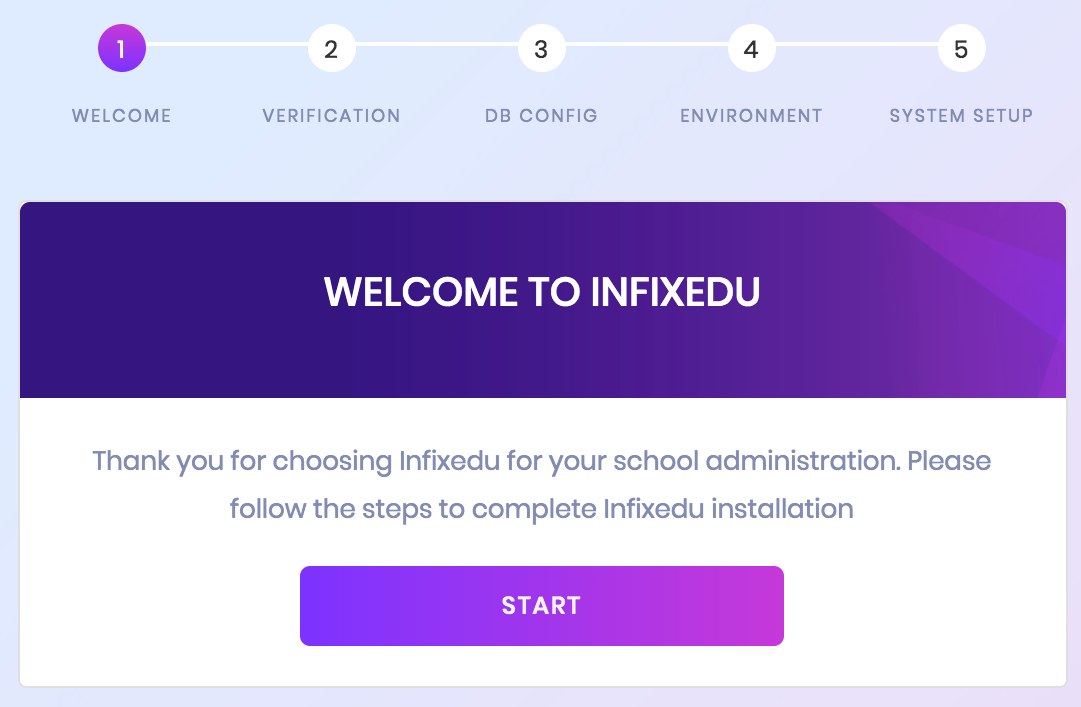 1 2 3 4 5
WELCOME VERIFICATION DB CONFIG ENVIRONMENT SYSTEM SETUP
WELCOME TO INFIXEDU
Thank you for choosing Infixedu for your school administration. Please
follow the steps to complete Infixedu installation
START